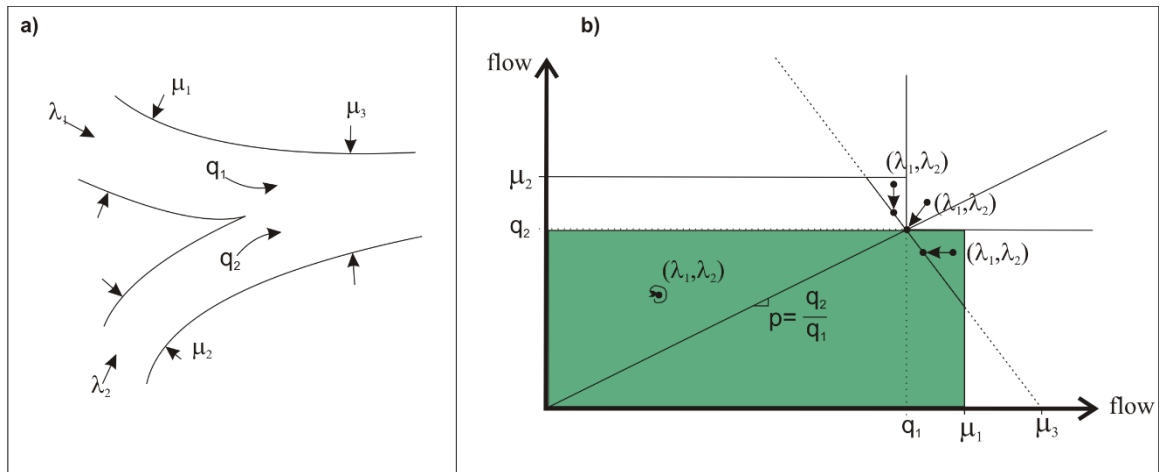 a)
μ₁
λ₁
μ₃
q₁
q₂
μ₂
λ₂
b)
flow
(λ₁,λ₂)
μ₂
(λ₁,λ₂)
q₂
(λ₁,λ₂)
(λ₁,λ₂)
p= q₂
q₁
q₁ μ₁ μ₃ flow